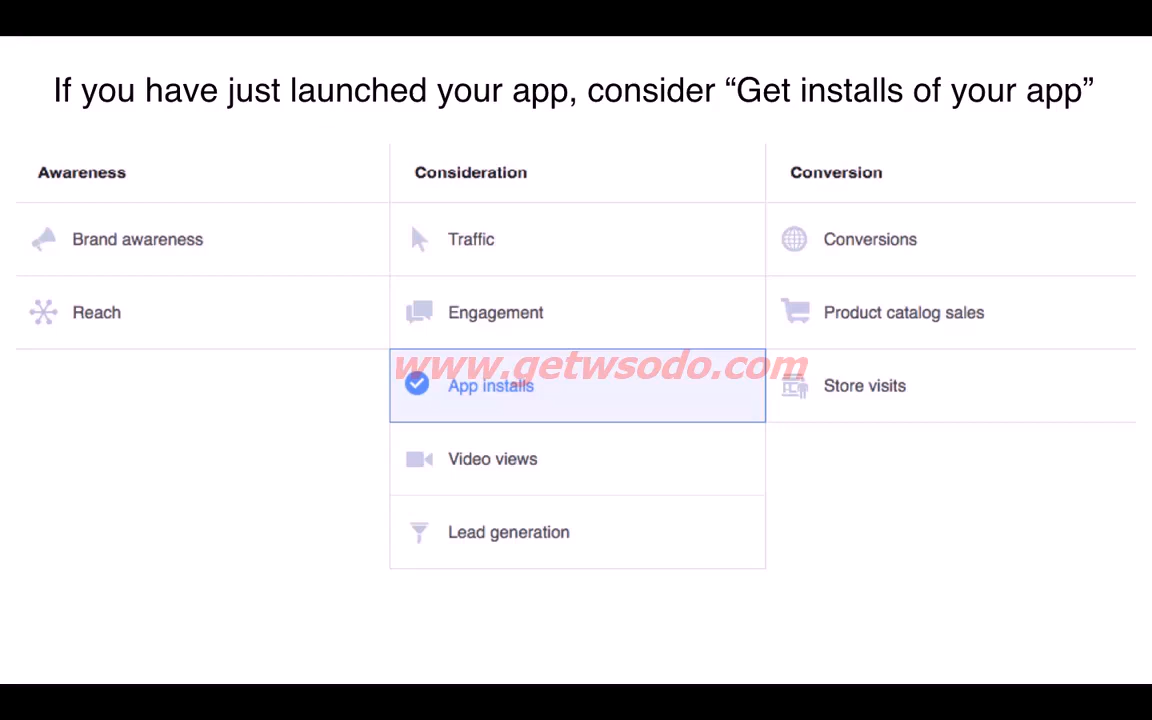 If you have just launched your app, consider “Get installs of your app”
Awareness
Consideration
Conversion
Brand awareness
Traffic
Conversions
Reach
Engagement
Product catalog sales
www.getwsodo.com
App installs
Store visits
Video views
Lead generation